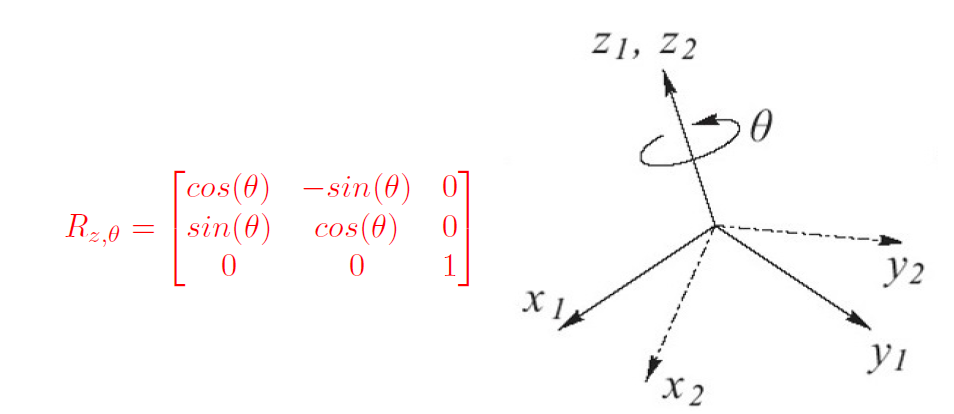 z1, z2
θ
R_{z,θ} = [cos(θ) −sin(θ) 0
sin(θ) cos(θ) 0
0 0 1]
x1
y2
y1
x2